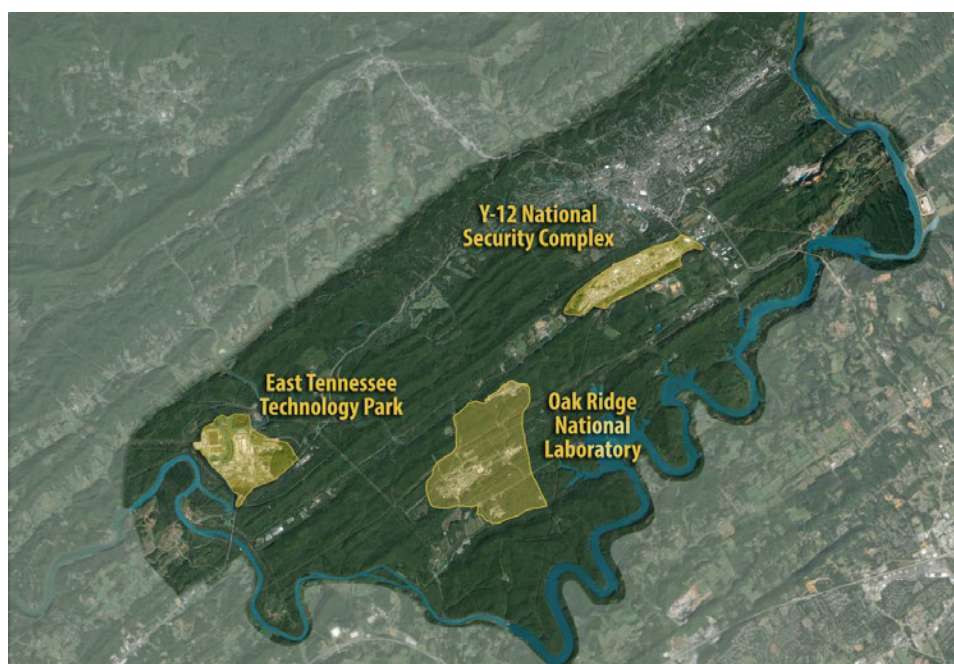 Y-12 National
Security Complex
East Tennessee
Technology Park
Oak Ridge
National
Laboratory